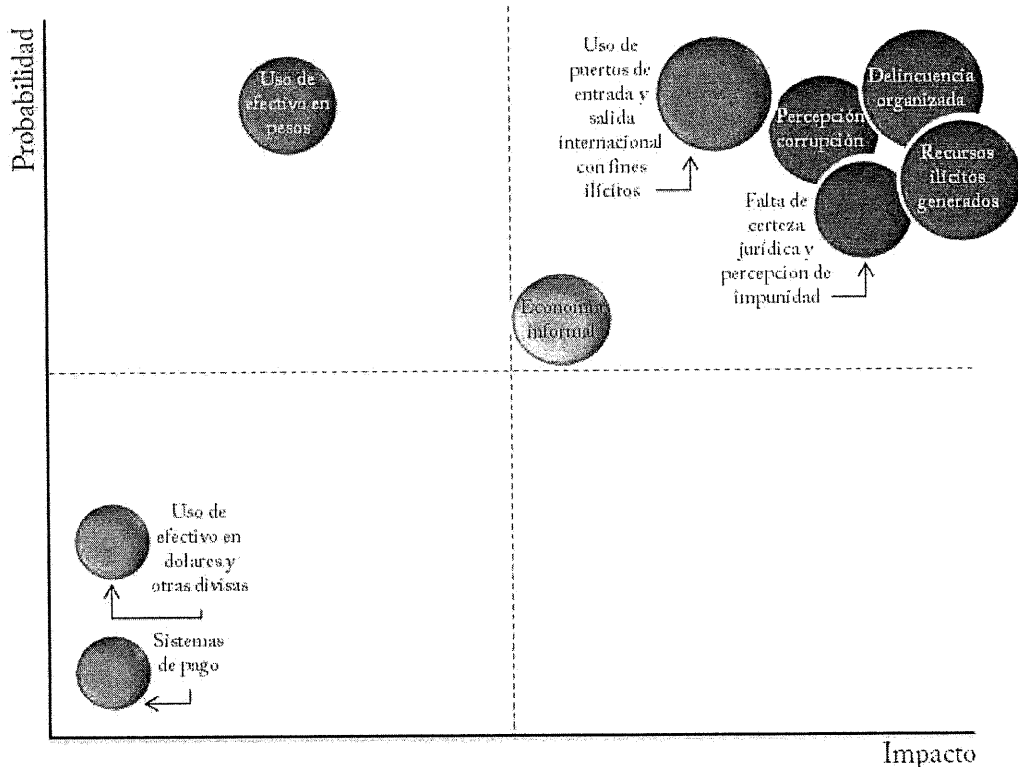 Probabilidad
Uso de
efectivo en
pesos
Uso de
puertos de
entrada y
salida
internacional
con fines
ilícitos
Percepción
corrupción
Delincuencia
organizada
Recursos
ilícitos
generados
Falta de
certeza
jurídica y
percepcion de
impunidad
Economía
informal
Uso de
efectivo en
dolares y
otras divisas
Sistemas
de pago
Impacto